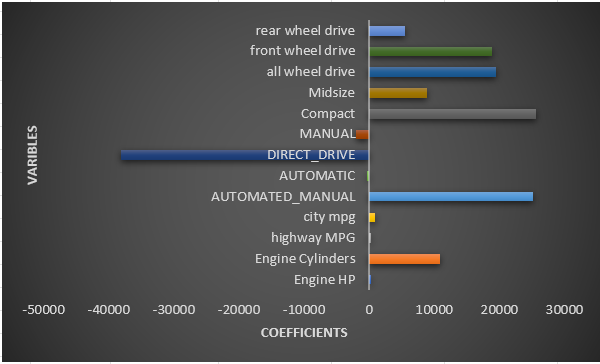 rear wheel drive
front wheel drive
all wheel drive
Midsize
Compact
MANUAL
DIRECT_DRIVE
AUTOMATIC
AUTOMATED_MANUAL
city mpg
highway MPG
Engine Cylinders
Engine HP
VARIBLES
-50000 -40000 -30000 -20000 -10000 0 10000 20000 30000
COEFFICIENTS